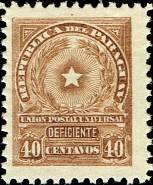 REPUBLICA DEL PARAGUAY
UNION POSTAL UNIVERSAL
DEFICIENTE
40 CENTAVOS 40